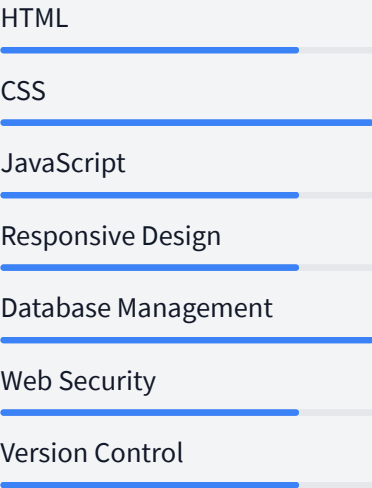 HTML
CSS
JavaScript
Responsive Design
Database Management
Web Security
Version Control